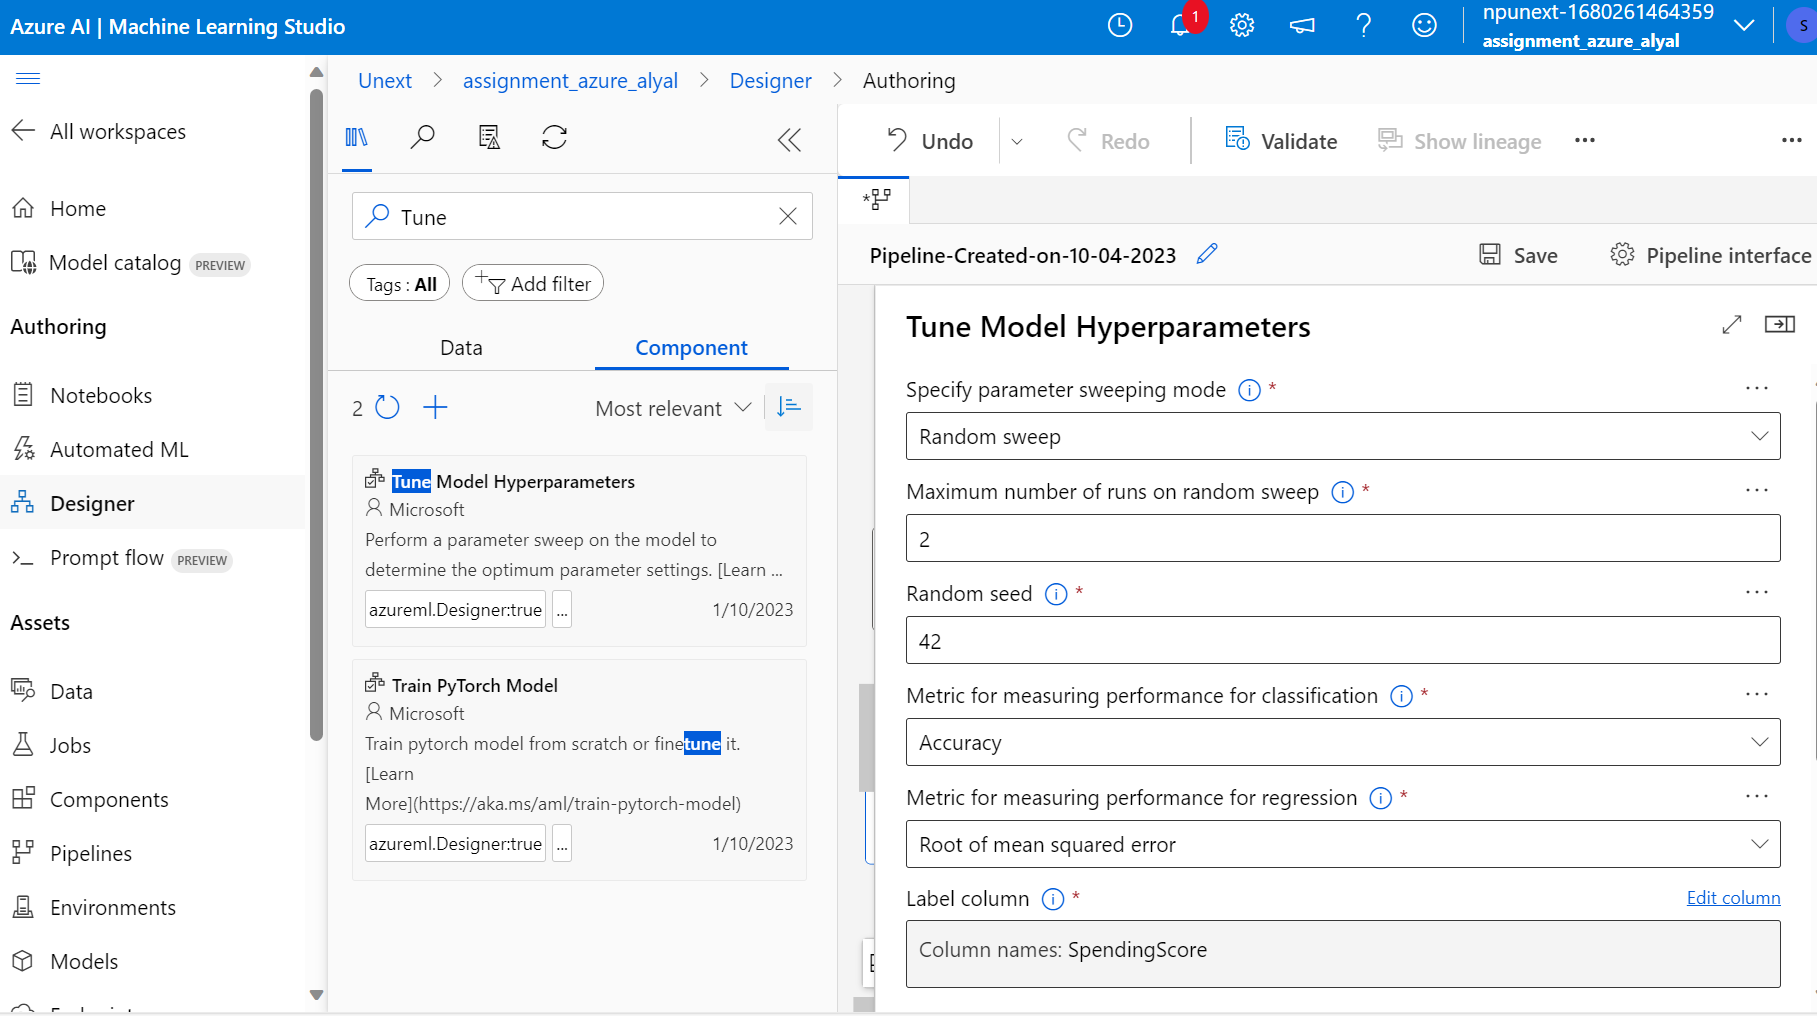 Azure AI | Machine Learning Studio
1
npunext-1680261464359
assignment_azure_alyal
S
All workspaces
Home
Model catalog PREVIEW
Authoring
Notebooks
Automated ML
Designer
Prompt flow PREVIEW
Assets
Data
Jobs
Components
Pipelines
Environments
Models
Unext > assignment_azure_alyal > Designer > Authoring
Tune
Tags : All
Add filter
Data
Component
2
Most relevant
Tune Model Hyperparameters
Microsoft
Perform a parameter sweep on the model to
determine the optimum parameter settings. [Learn ...
azureml.Designer:true ... 1/10/2023
Train PyTorch Model
Microsoft
Train pytorch model from scratch or finetune it.
[Learn
More](https://aka.ms/aml/train-pytorch-model)
azureml.Designer:true ... 1/10/2023
Undo
Redo
Validate
Show lineage
Pipeline-Created-on-10-04-2023
Save
Pipeline interface
Tune Model Hyperparameters
Specify parameter sweeping mode *
Random sweep
Maximum number of runs on random sweep *
2
Random seed *
42
Metric for measuring performance for classification *
Accuracy
Metric for measuring performance for regression *
Root of mean squared error
Label column *
Edit column
Column names: SpendingScore